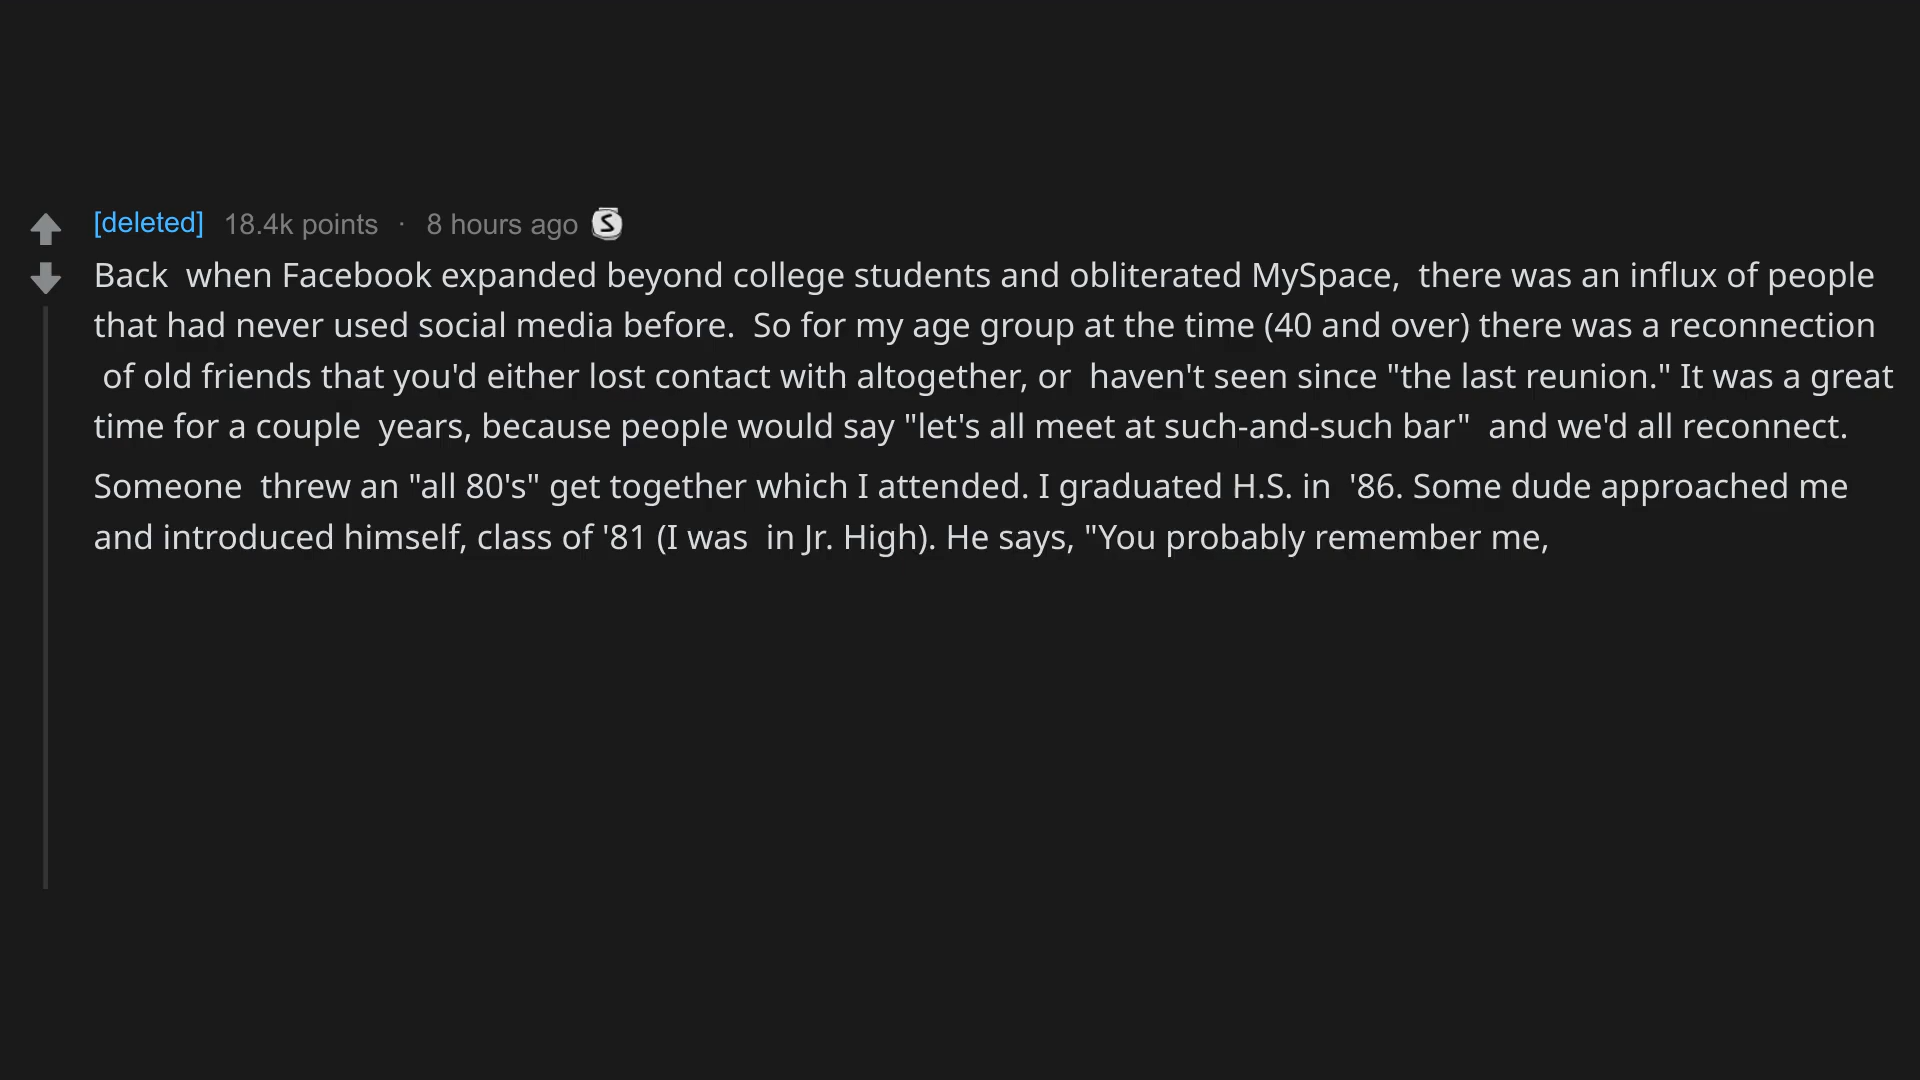 [deleted] 18.4k points · 8 hours ago S
Back when Facebook expanded beyond college students and obliterated MySpace, there was an influx of people
that had never used social media before. So for my age group at the time (40 and over) there was a reconnection
of old friends that you'd either lost contact with altogether, or haven't seen since "the last reunion." It was a great
time for a couple years, because people would say "let's all meet at such-and-such bar" and we'd all reconnect.
Someone threw an "all 80's" get together which I attended. I graduated H.S. in '86. Some dude approached me
and introduced himself, class of '81 (I was in Jr. High). He says, "You probably remember me,